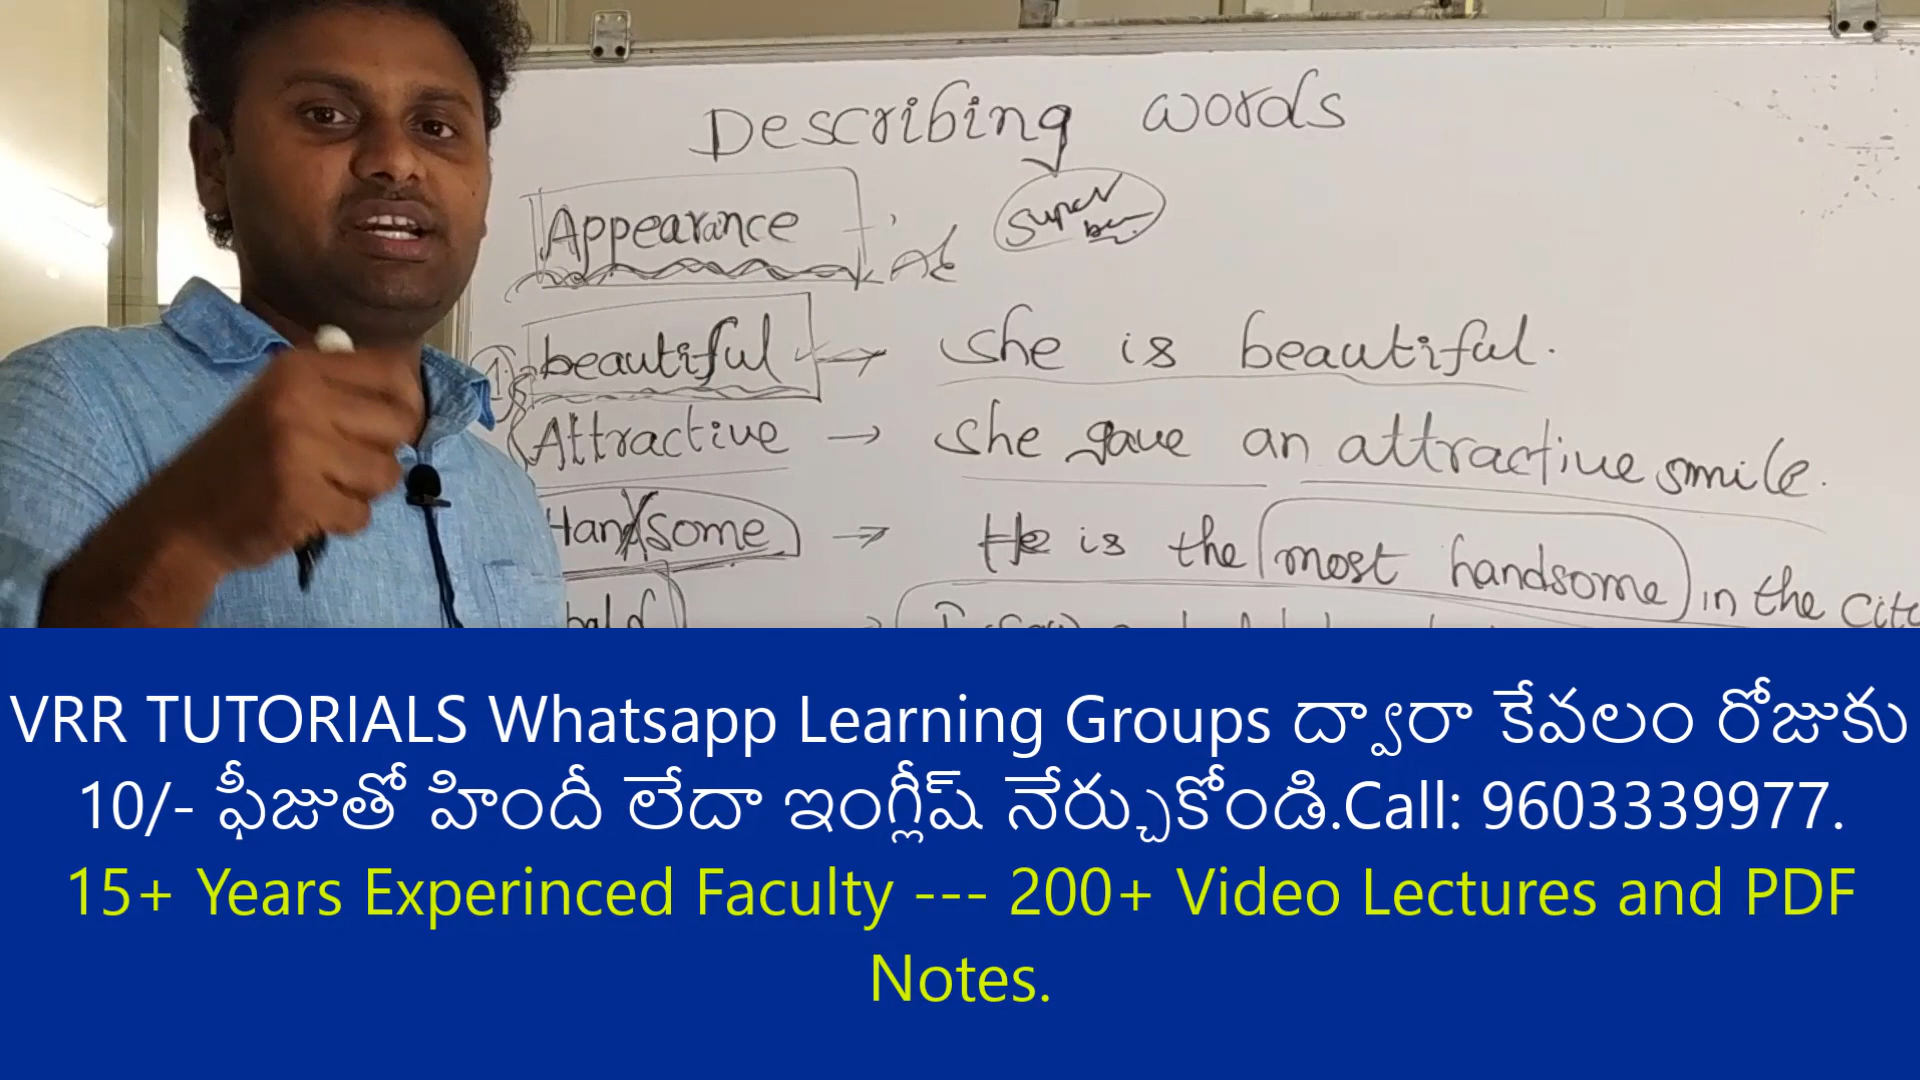 Describing words
Appearance
super
beautiful → She is beautiful.
Attractive → She gave an attractive smile.
Handsome → He is the most handsome in the city
VRR TUTORIALS Whatsapp Learning Groups ద్వారా కేవలం రోజుకు
10/- ఫీజుతో హిందీ లేదా ఇంగ్లీష్ నేర్చుకోండి.Call: 9603339977.
15+ Years Experinced Faculty --- 200+ Video Lectures and PDF
Notes.